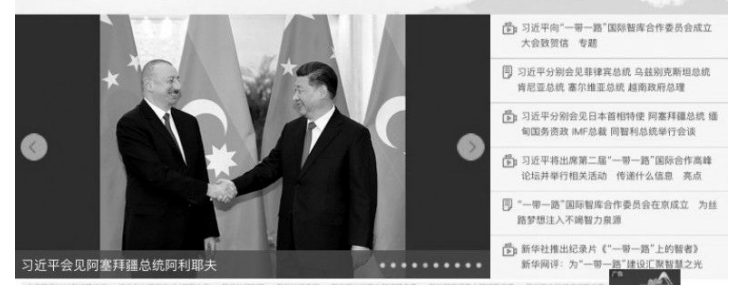 习近平会见阿塞拜疆总统阿利耶夫
习近平向“一带一路”国际智库合作委员会成立
大会致贺信 专题
习近平分别会见菲律宾总统 乌兹别克斯坦总统
肯尼亚总统 塞尔维亚总统 越南政府总理
习近平分别会见日本首相特使 阿塞拜疆总统 缅
甸国务资政 IMF总裁 同智利总统举行会谈
习近平将出席第二届“一带一路”国际合作高峰
论坛并举行相关活动 传递什么信息 亮点
“一带一路”国际智库合作委员会在京成立 为丝
路梦想注入不竭智力泉源
新华社推出纪录片《“一带一路”上的智者》
新华网评：为“一带一路”建设汇聚智慧之光